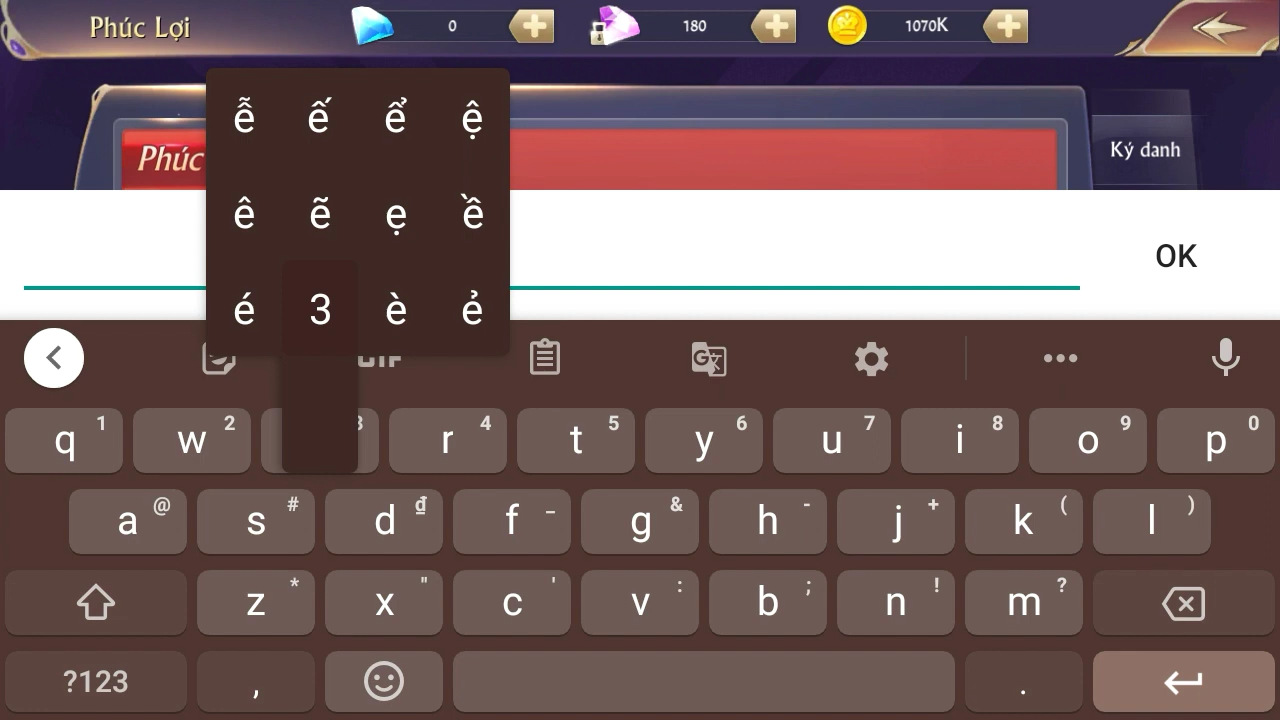 Phúc Lợi 0 180 1070K
Phúc
Ký danh
ễ ế ể ệ
ê ẽ ẹ ề
é 3 è ẻ
OK
GIF
q 1 w 2 3 r 4 t 5 y 6 u 7 i 8 o 9 p 0
a @ s # d ₫ f _ g & h - j + k ( l )
z * x " c ' v : b ; n ! m ?
?123 , .